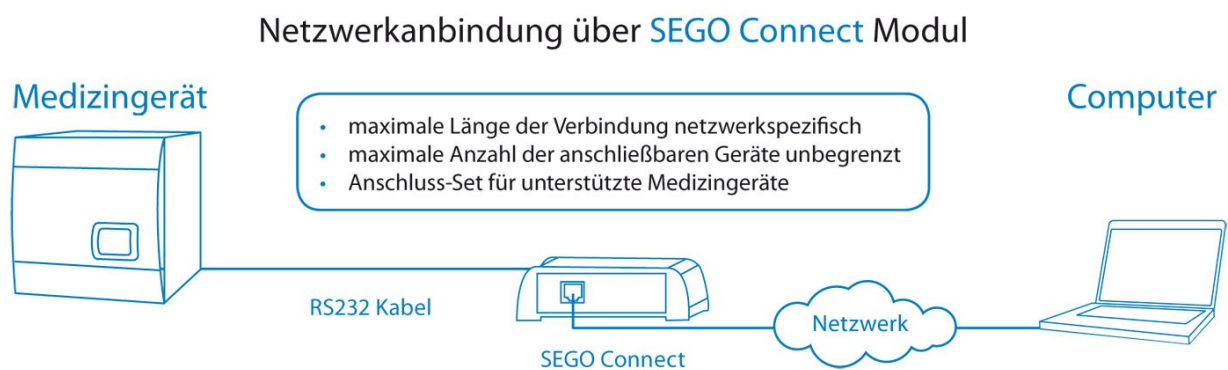 Netzwerkanbindung über SEGO Connect Modul
Medizingerät
Computer
• maximale Länge der Verbindung netzwerkspezifisch
• maximale Anzahl der anschließbaren Geräte unbegrenzt
• Anschluss-Set für unterstützte Medizingeräte
RS232 Kabel
Netzwerk
SEGO Connect